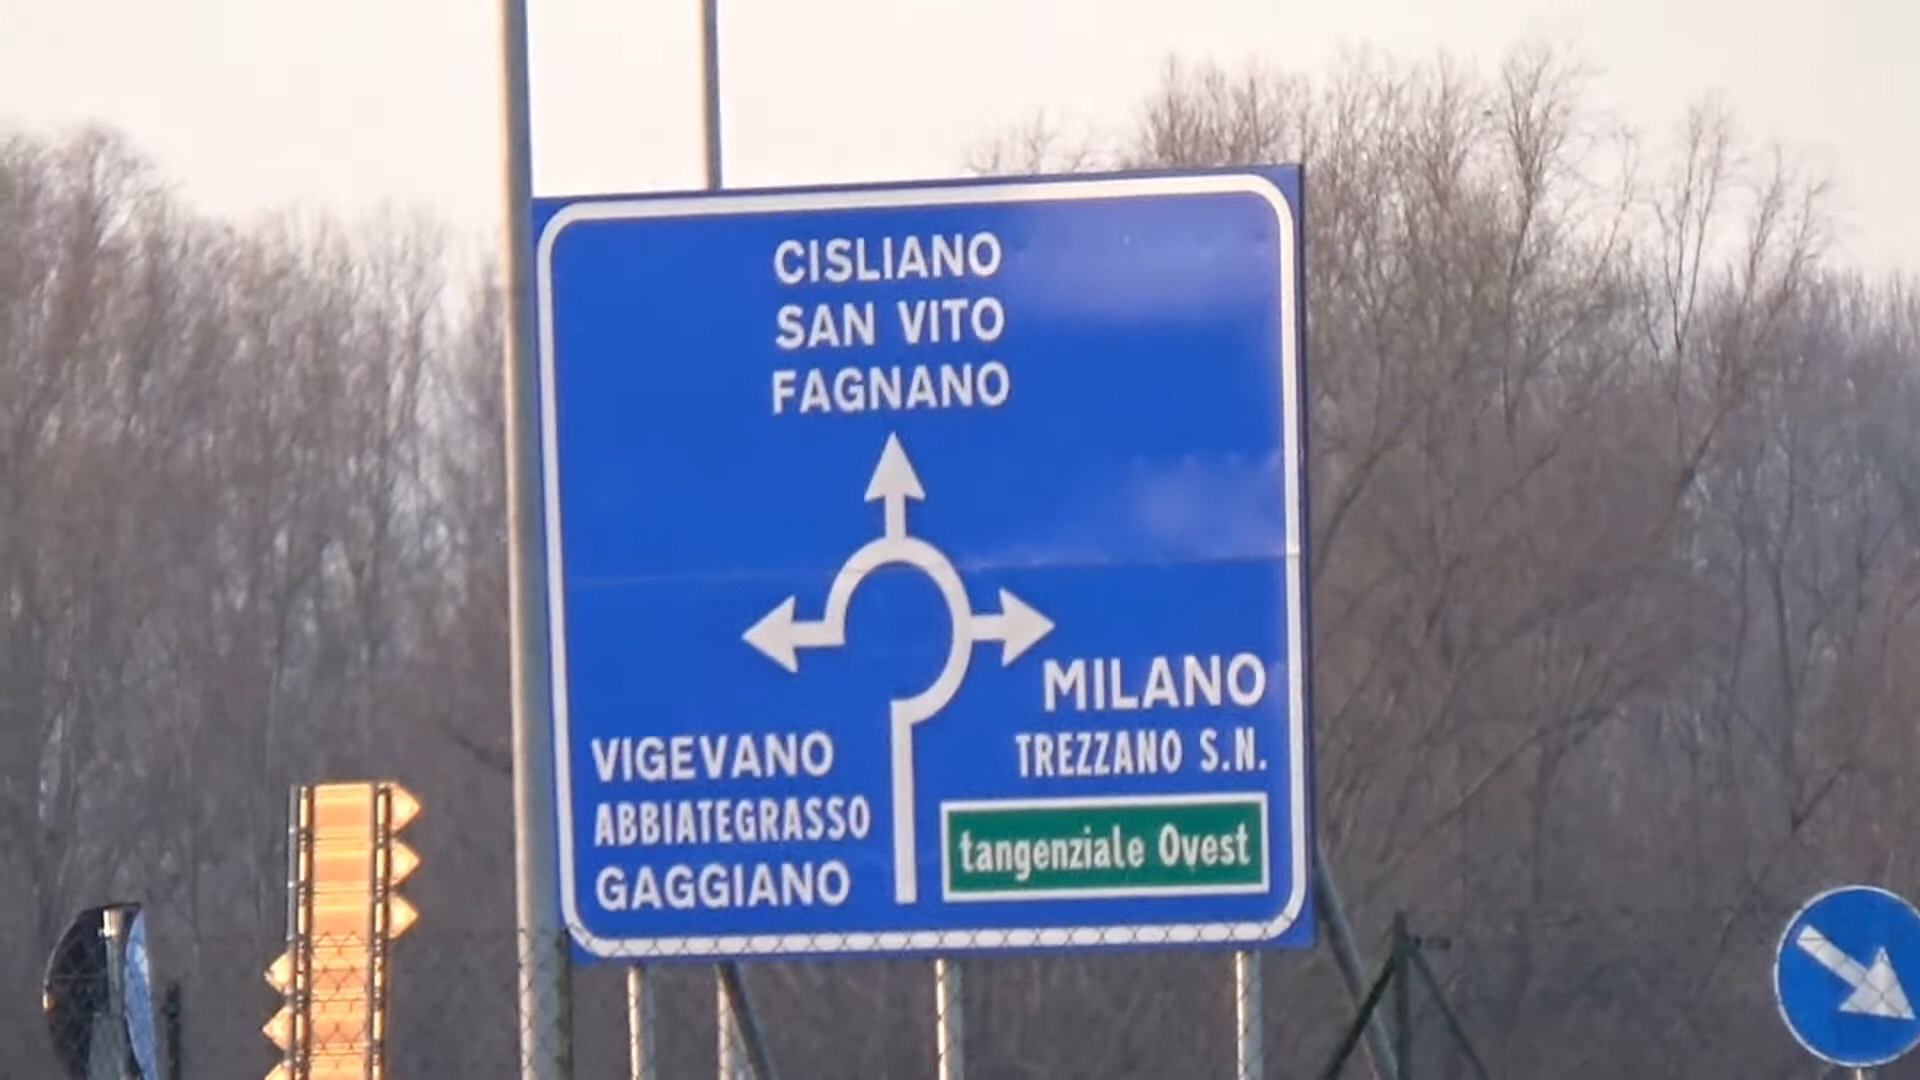 CISLIANO
SAN VITO
FAGNANO
MILANO
TREZZANO S.N.
tangenziale Ovest
VIGEVANO
ABBIATEGRASSO
GAGGIANO